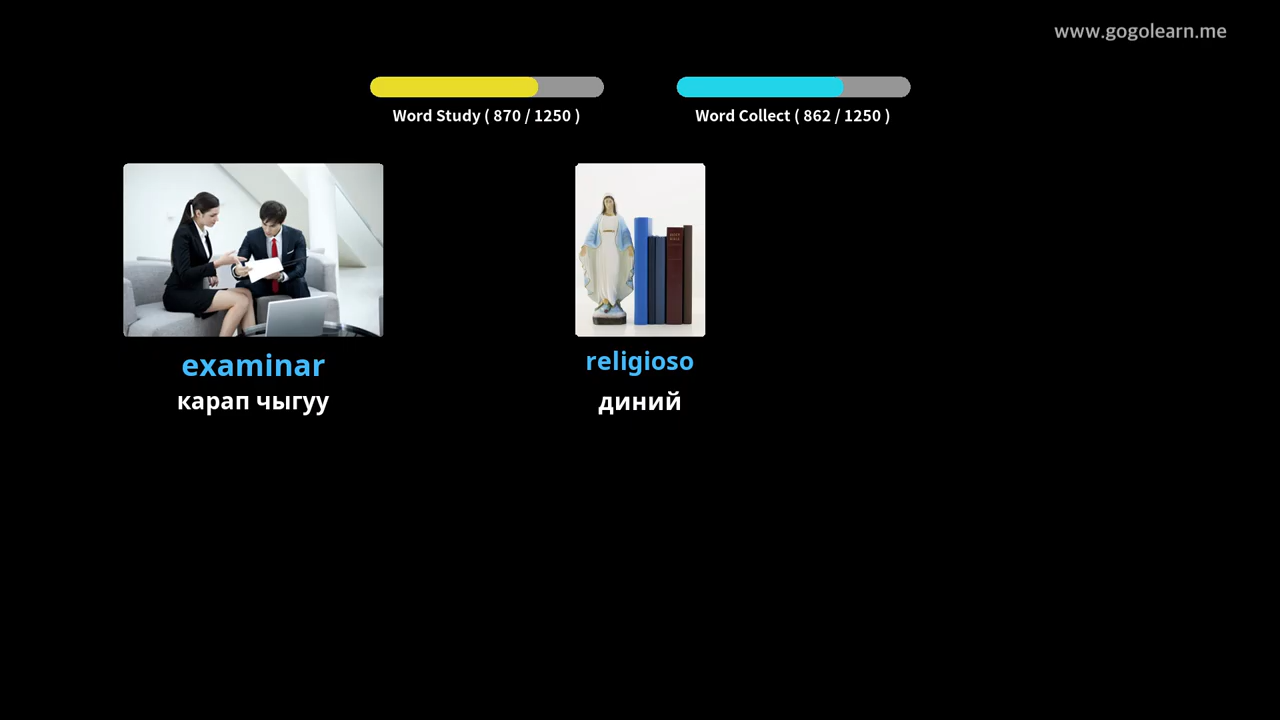 www.gogolearn.me
Word Study ( 870 / 1250 )
Word Collect ( 862 / 1250 )
examinar
карап чыгуу
religioso
диний